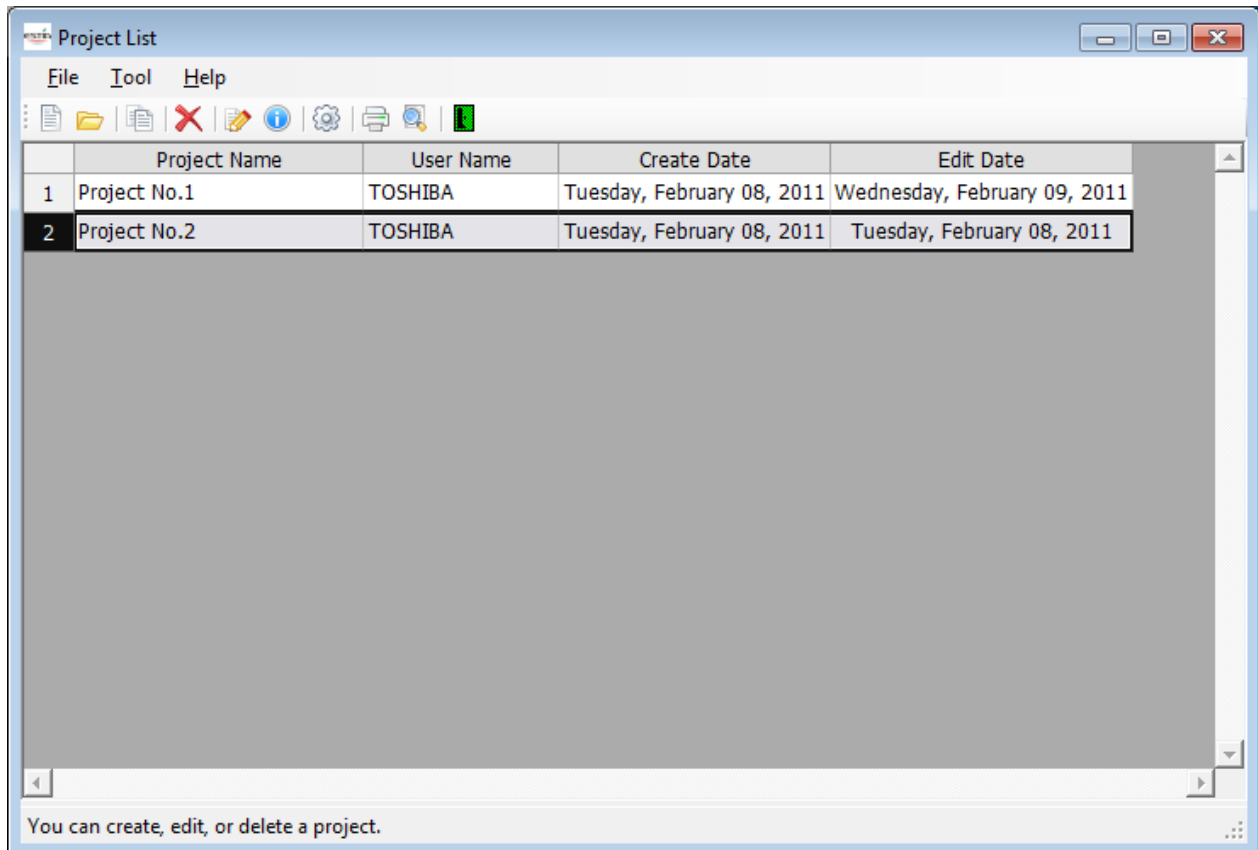 Project List
File Tool Help
Project Name User Name Create Date Edit Date
1 Project No.1 TOSHIBA Tuesday, February 08, 2011 Wednesday, February 09, 2011
2 Project No.2 TOSHIBA Tuesday, February 08, 2011 Tuesday, February 08, 2011
You can create, edit, or delete a project.